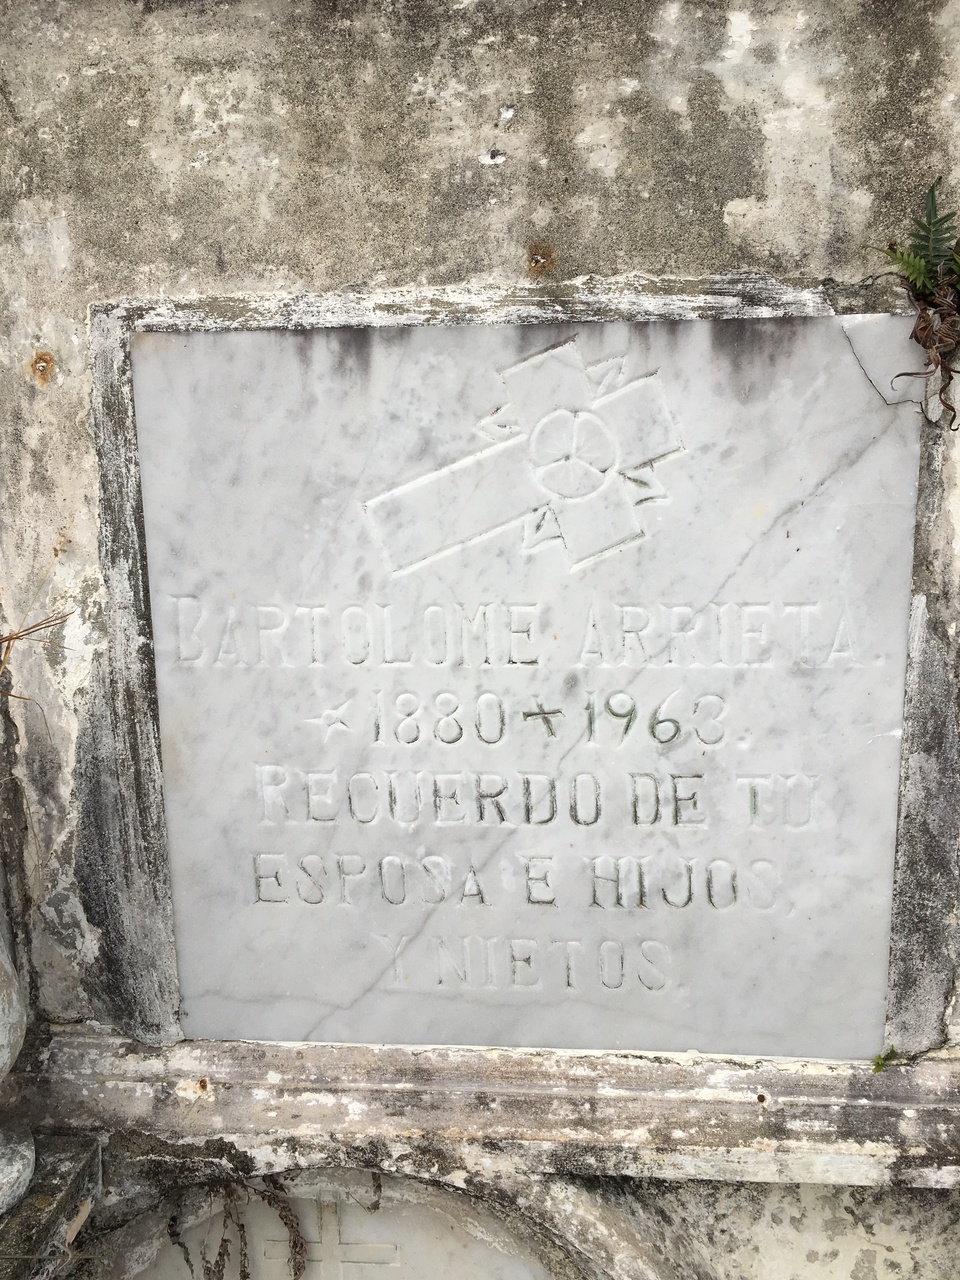 BARTOLOME ARRIETA.
☆ 1880 ✝ 1963.
RECUERDO DE TU
ESPOSA E HIJOS,
Y NIETOS